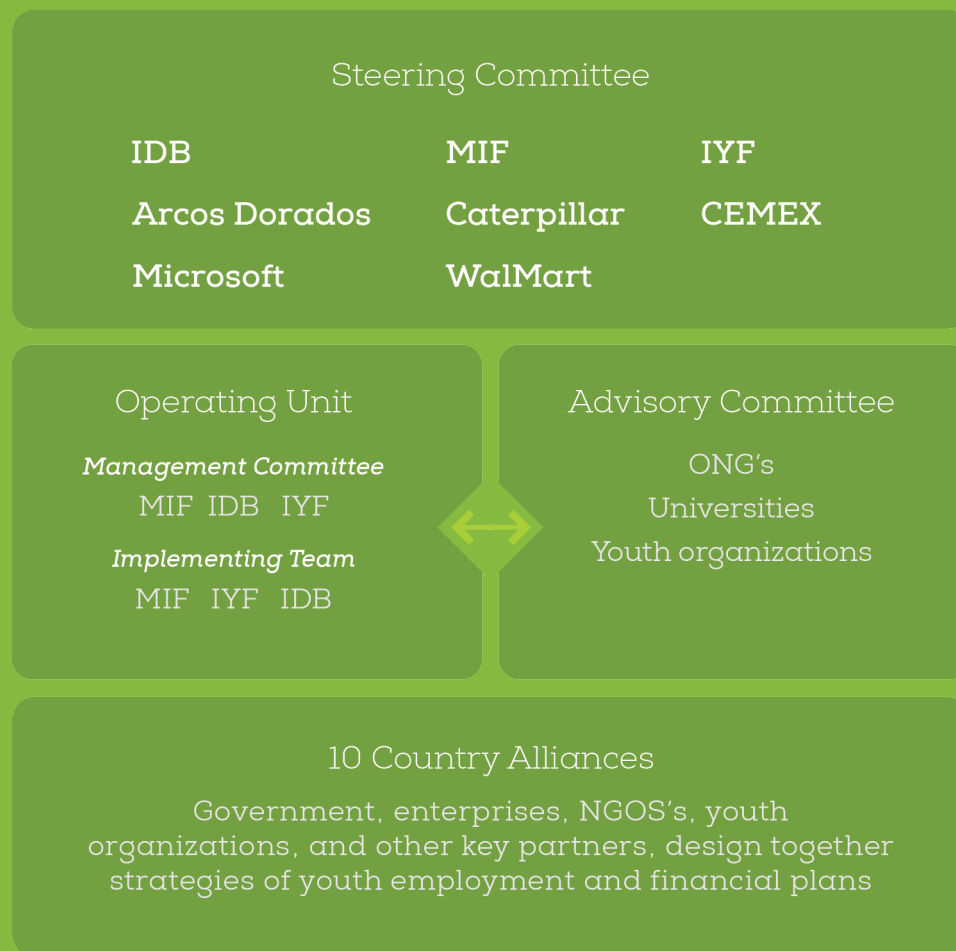 Steering Committee
IDB MIF IYF
Arcos Dorados Caterpillar CEMEX
Microsoft WalMart
Operating Unit
Management Committee
MIF IDB IYF
Implementing Team
MIF IYF IDB
Advisory Committee
ONG's
Universities
Youth organizations
10 Country Alliances
Government, enterprises, NGOS's, youth
organizations, and other key partners, design together
strategies of youth employment and financial plans